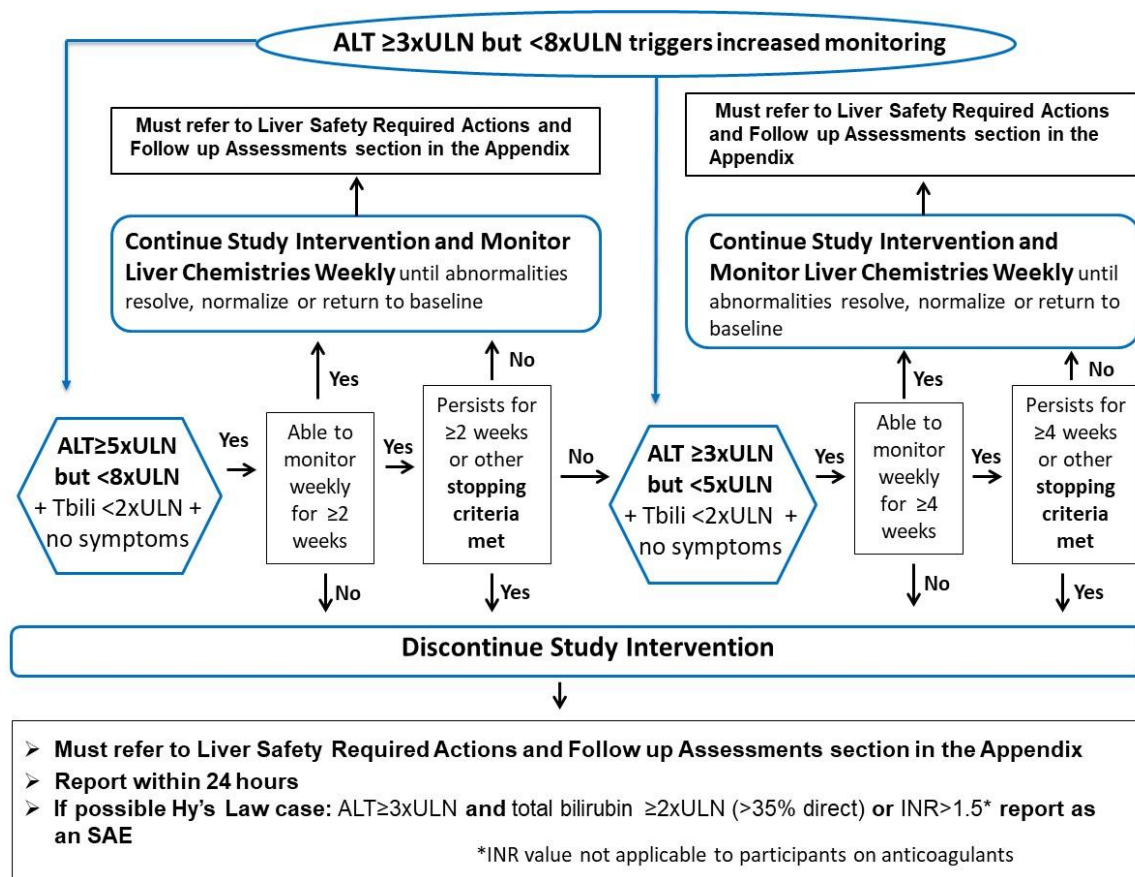 ALT ≥3xULN but <8xULN triggers increased monitoring
Must refer to Liver Safety Required Actions and
Follow up Assessments section in the Appendix
Must refer to Liver Safety Required Actions
and Follow up Assessments section in the
Appendix
Continue Study Intervention and Monitor
Liver Chemistries Weekly until abnormalities
resolve, normalize or return to baseline
Continue Study Intervention and
Monitor Liver Chemistries Weekly until
abnormalities resolve, normalize or return to
baseline
Yes
No
Yes
No
ALT≥5xULN
but <8xULN
+ Tbili <2xULN +
no symptoms
Yes
Able to
monitor
weekly
for ≥2
weeks
Yes
Persists for
≥2 weeks
or other
stopping
criteria
met
No
ALT ≥3xULN
but <5xULN
+ Tbili <2xULN +
no symptoms
Yes
Able to
monitor
weekly for
≥4 weeks
Yes
Persists for
≥4 weeks
or other
stopping
criteria
met
No
Yes
No
Yes
Discontinue Study Intervention
➢ Must refer to Liver Safety Required Actions and Follow up Assessments section in the Appendix
➢ Report within 24 hours
➢ If possible Hy's Law case: ALT≥3xULN and total bilirubin ≥2xULN (>35% direct) or INR>1.5* report as
an SAE
*INR value not applicable to participants on anticoagulants